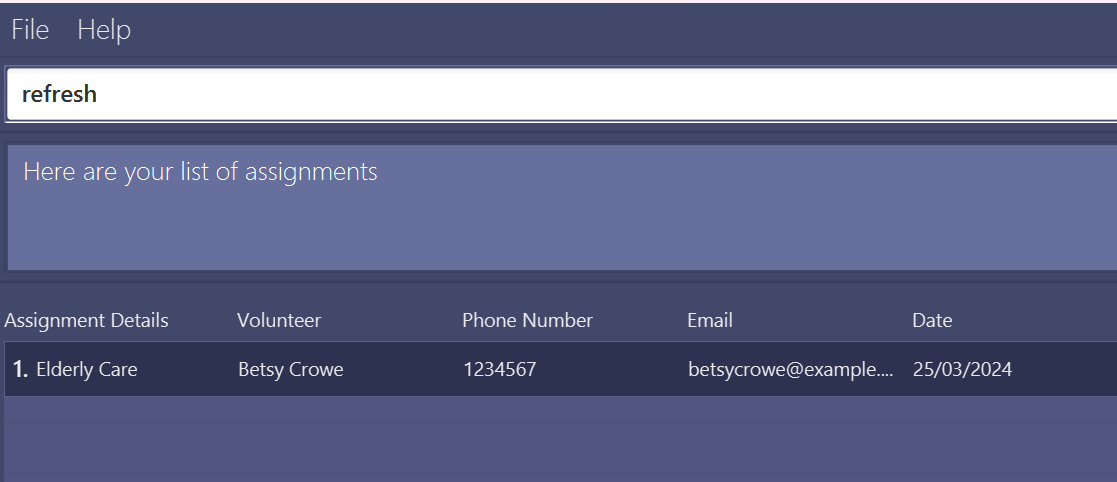 File Help
refresh
Here are your list of assignments
Assignment Details Volunteer Phone Number Email Date
1. Elderly Care Betsy Crowe 1234567 betsycrowe@example.... 25/03/2024